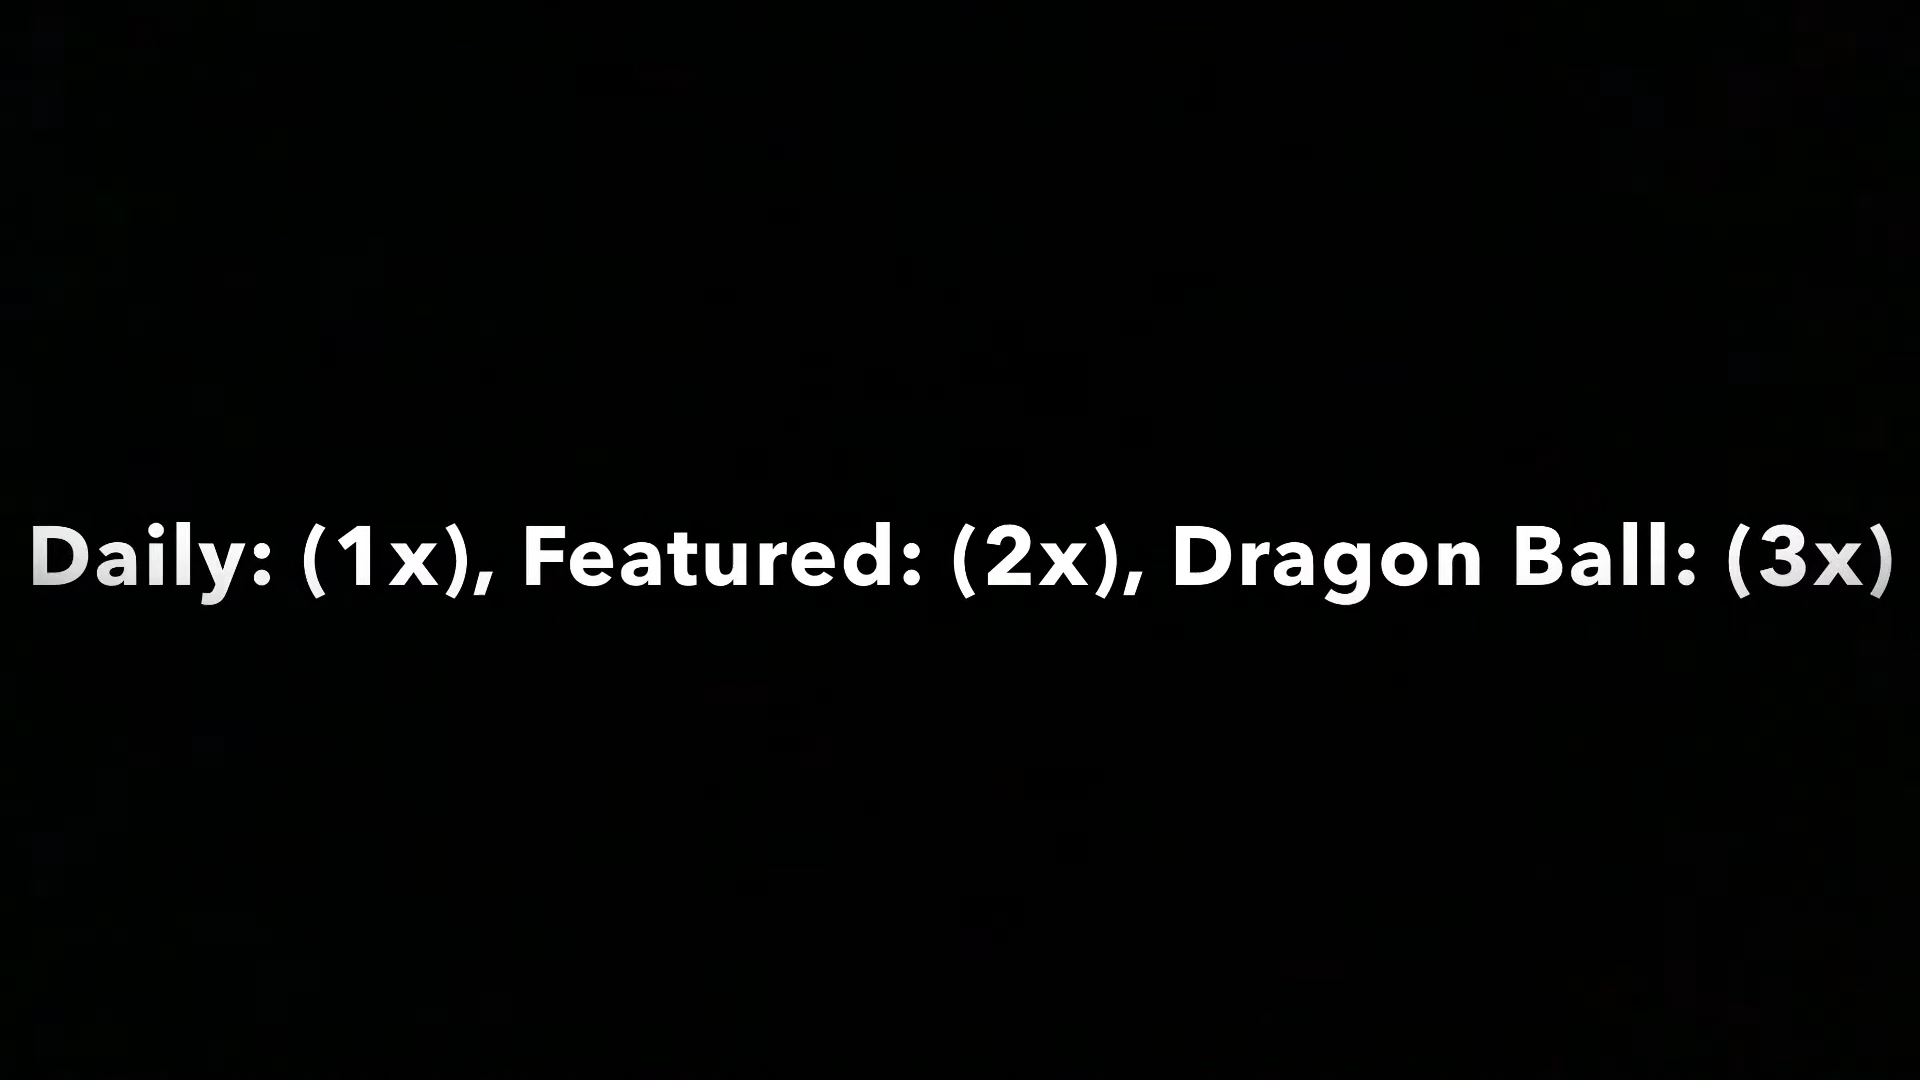 Daily: (1x), Featured: (2x), Dragon Ball: (3x)